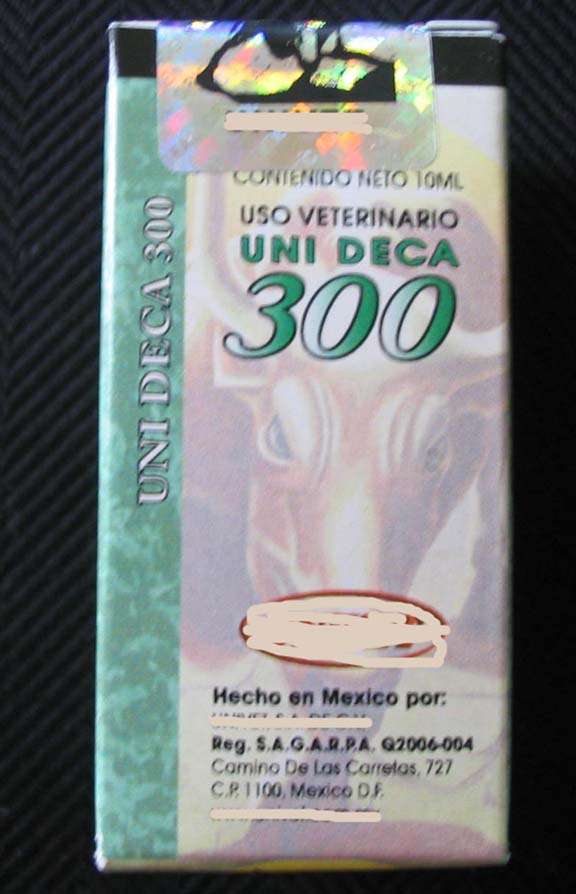 CONTENIDO NETO 10ML
USO VETERINARIO
UNI DECA
300
UNI DECA 300
Hecho en Mexico por:
Reg. S.A.G.A.R.P.A. Q2006-004
Camino De Las Carretas, 727
C.P. 1100, Mexico D.F.